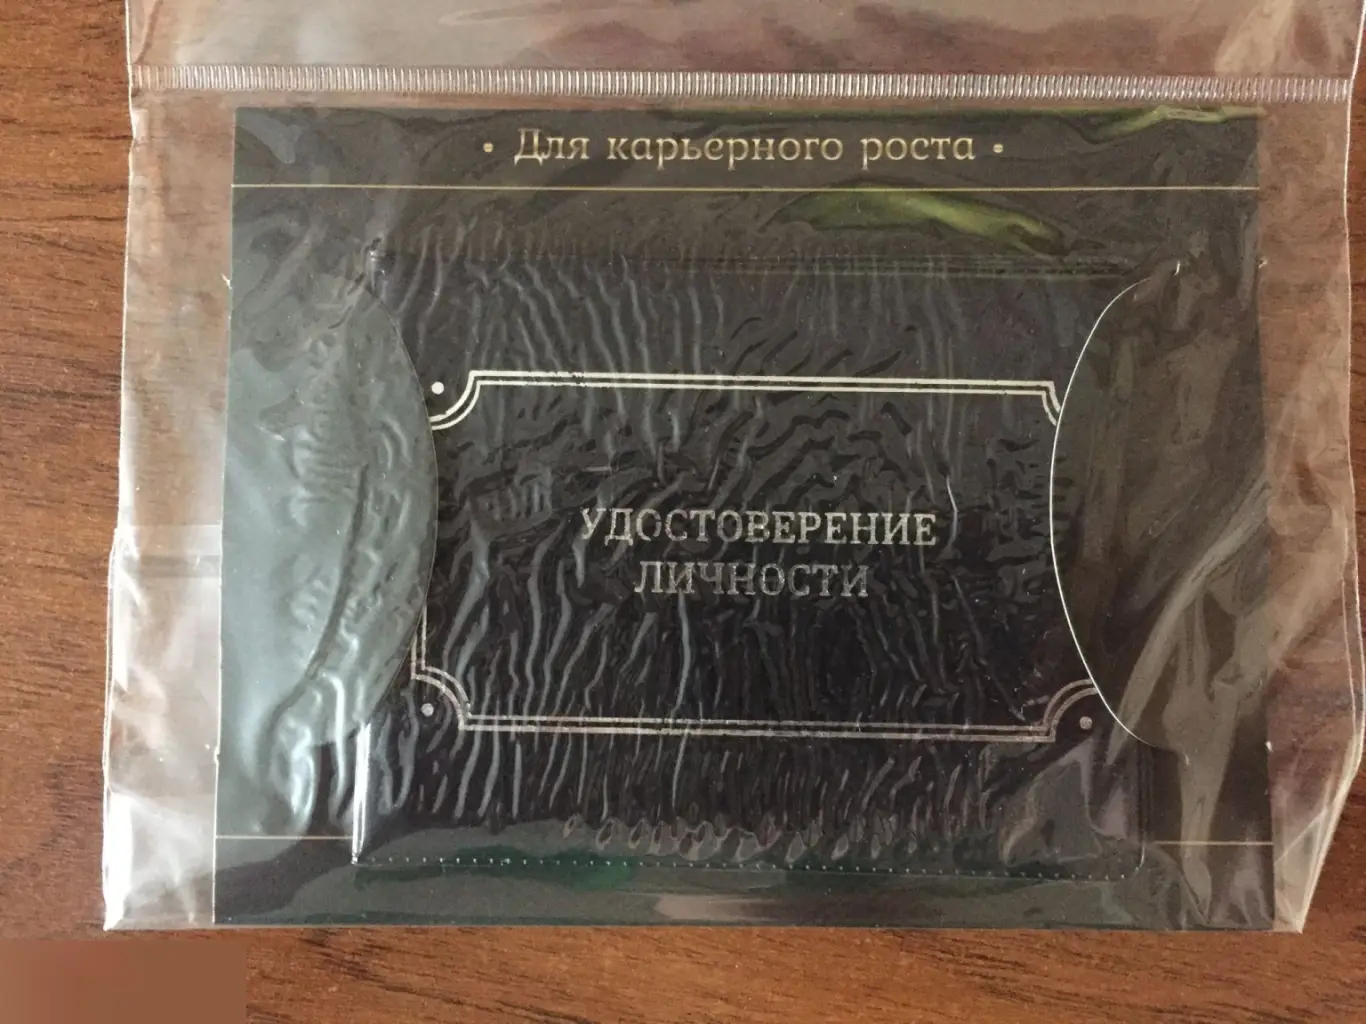 • Для карьерного роста •
УДОСТОВЕРЕНИЕ
ЛИЧНОСТИ